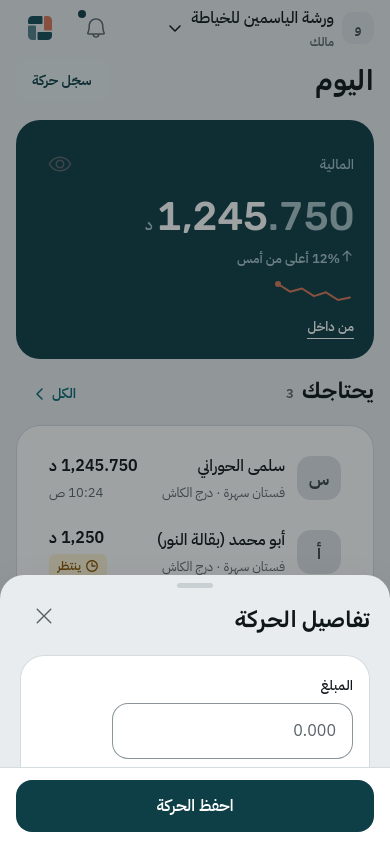 و
ورشة الياسمين للخياطة
مالك
اليوم
سجّل حركة
المالية
1,245.750 د
12% أعلى من أمس
من داخل
يحتاجك 3
الكل
س
سلمى الحوراني
1,245.750 د
فستان سهرة · درج الكاش
10:24 ص
أ
أبو محمد (بقالة النور)
1,250 د
فستان سهرة · درج الكاش
ينتظر
تفاصيل الحركة
المبلغ
0.000
احفظ الحركة